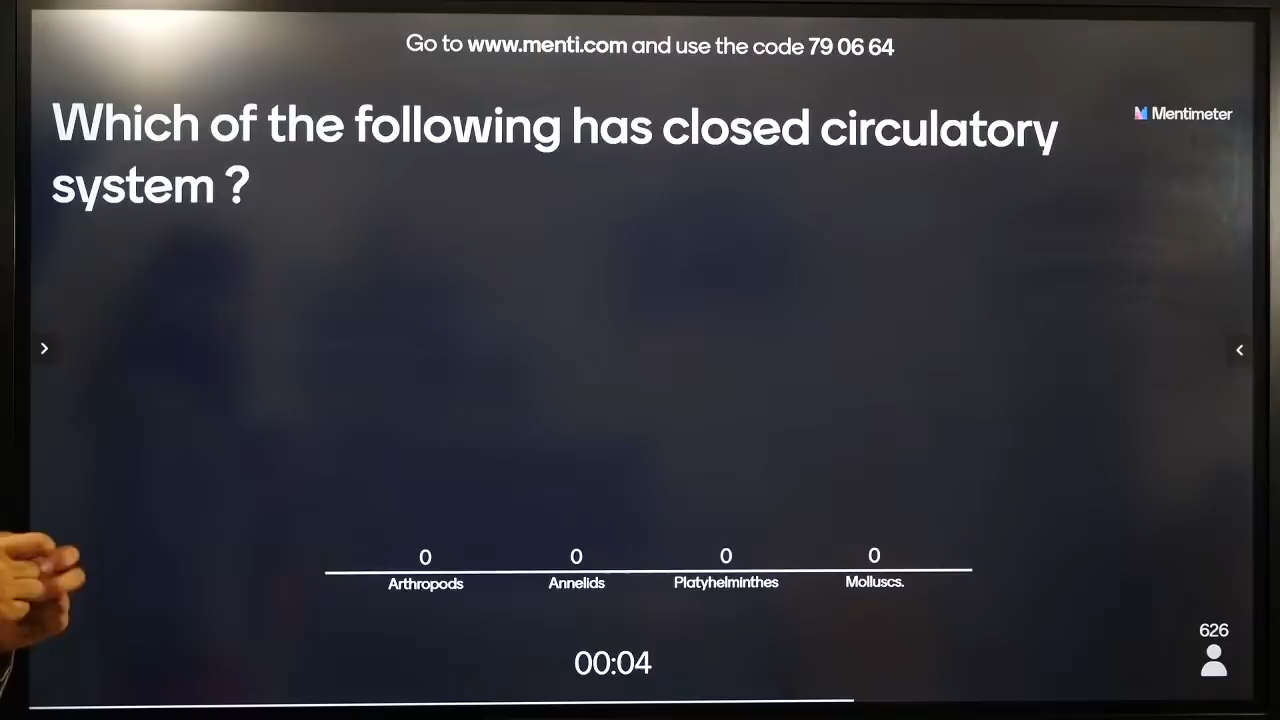 Go to www.menti.com and use the code 79 06 64
Mentimeter
Which of the following has closed circulatory
system ?
0 0 0 0
Arthropods Annelids Platyhelminthes Molluscs.
626
00:04